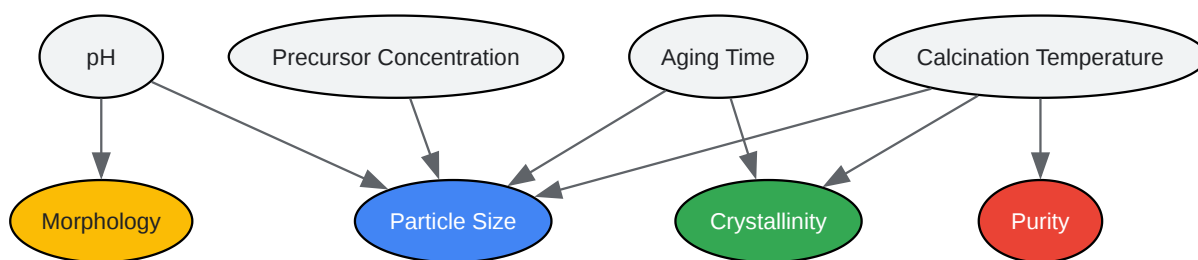 pH
Precursor Concentration
Aging Time
Calcination Temperature
Morphology
Particle Size
Crystallinity
Purity